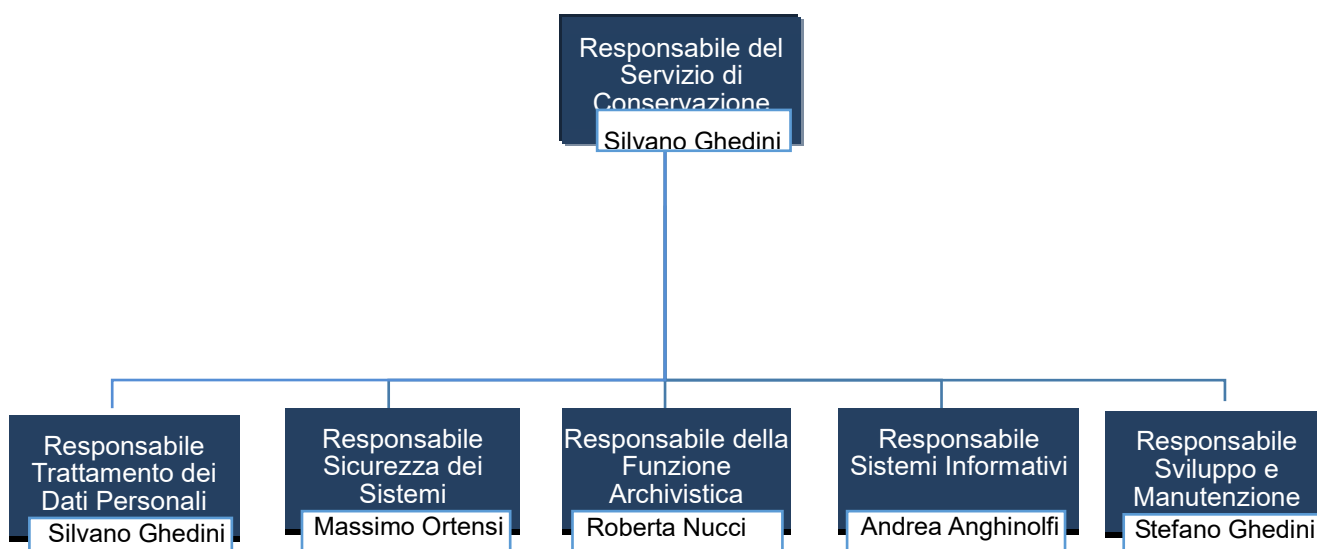 Responsabile del
Servizio di
Conservazione
Silvano Ghedini
Responsabile
Trattamento dei
Dati Personali
Silvano Ghedini
Responsabile
Sicurezza dei
Sistemi
Massimo Ortensi
Responsabile della
Funzione
Archivistica
Roberta Nucci
Responsabile
Sistemi Informativi
Andrea Anghinolfi
Responsabile
Sviluppo e
Manutenzione
Stefano Ghedini